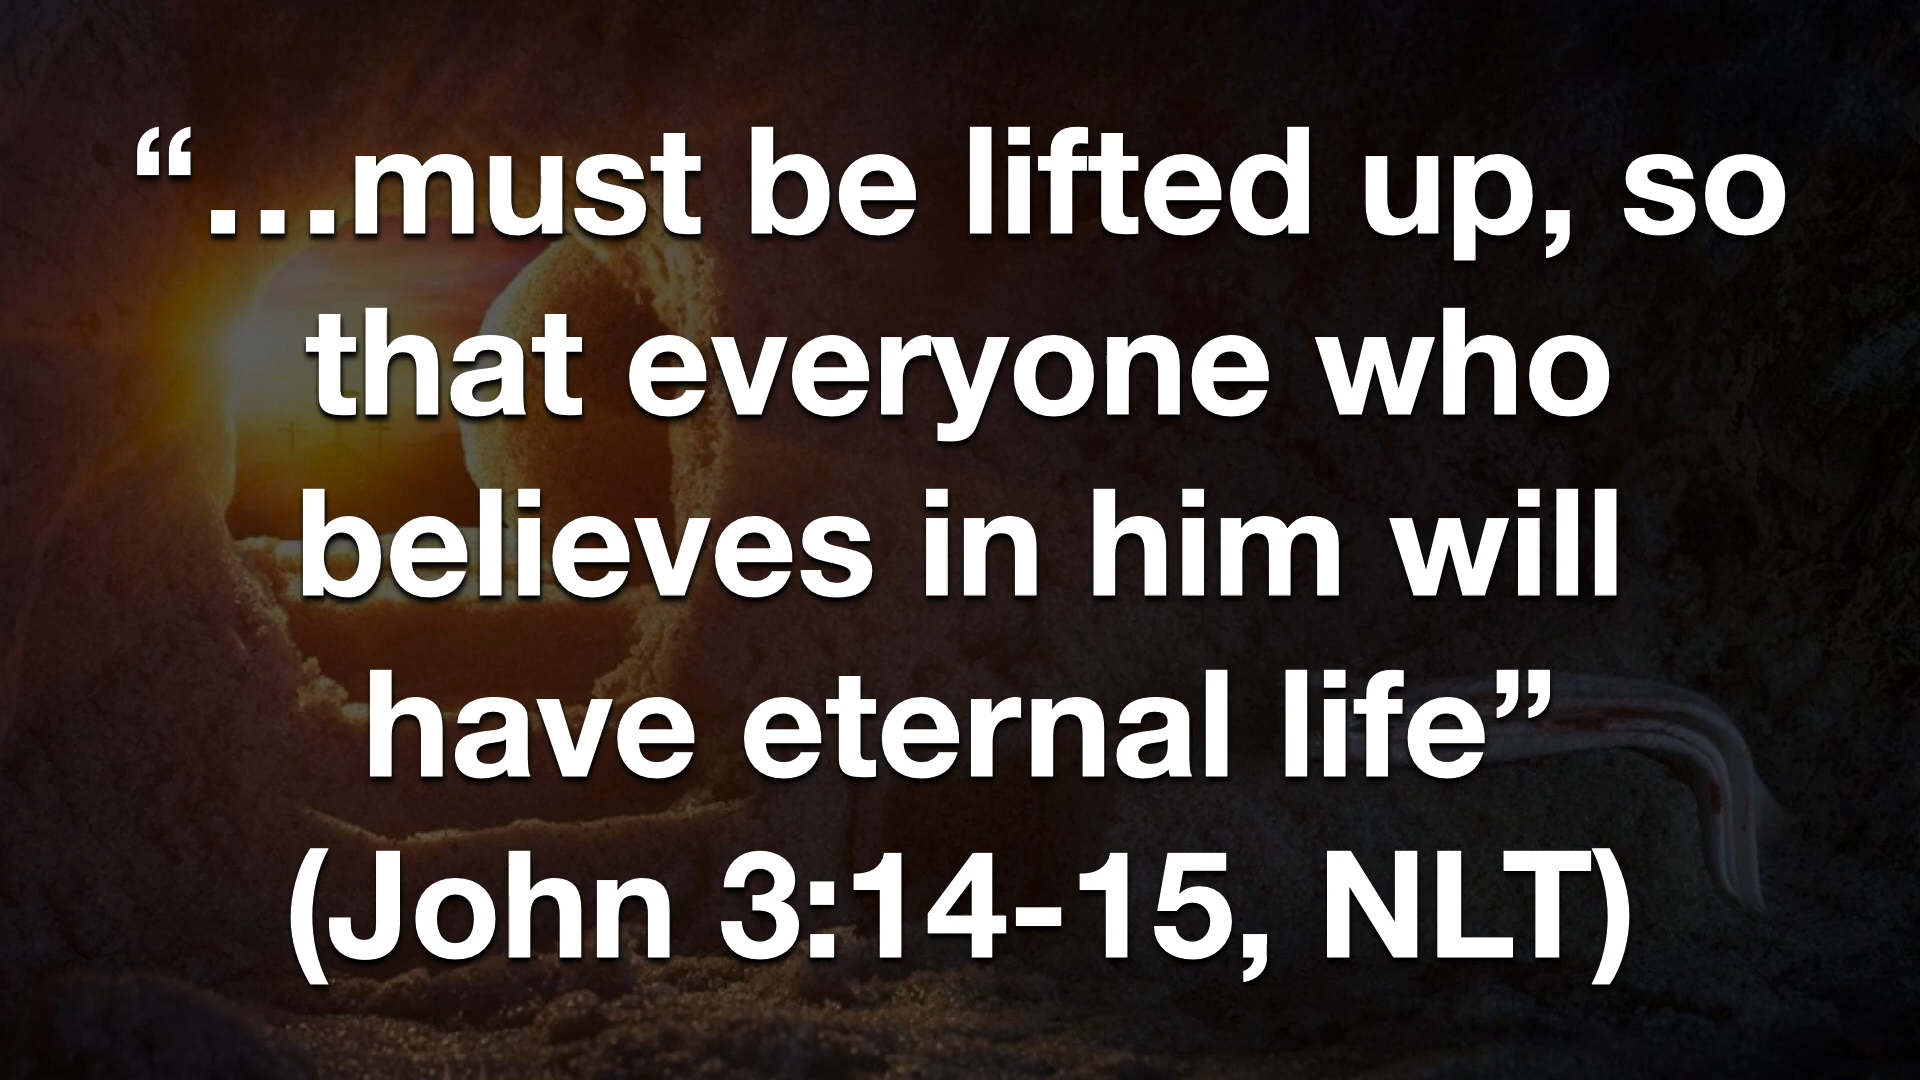 “…must be lifted up, so
that everyone who
believes in him will
have eternal life”
(John 3:14-15, NLT)